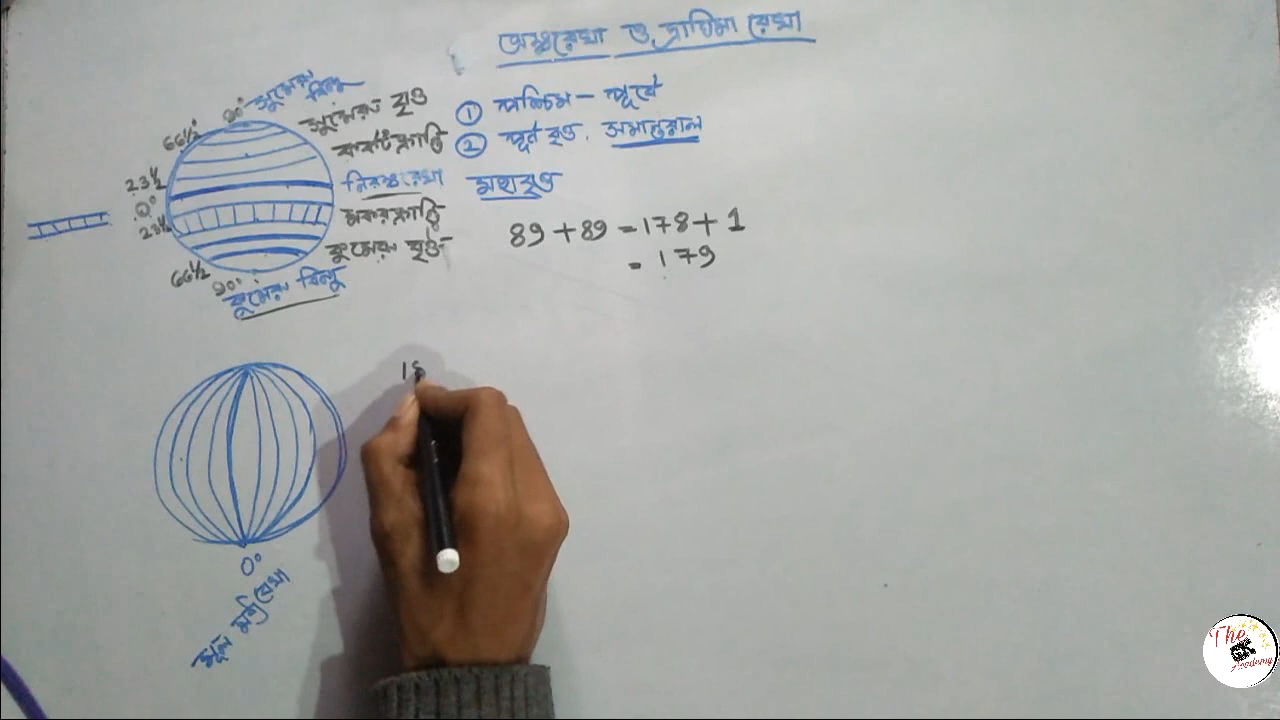 অক্ষরেখা ও দ্রাঘিমা রেখা
① পশ্চিম - পূর্বে
② পূর্ন বৃত্ত. সমান্তরাল
মহাবৃত্ত
89 + 89 = 178 + 1
= 179
সুমেরু বিন্দু
90°
সুমেরু বৃত্ত
66½°
কর্কটক্রান্তি
23½
নিরক্ষরেখা
0°
মকরক্রান্তি
23½
কুমেরু বৃত্ত
66½
90°
কুমেরু বিন্দু
0°
মূল মধ্যরেখা
18
The
Academy